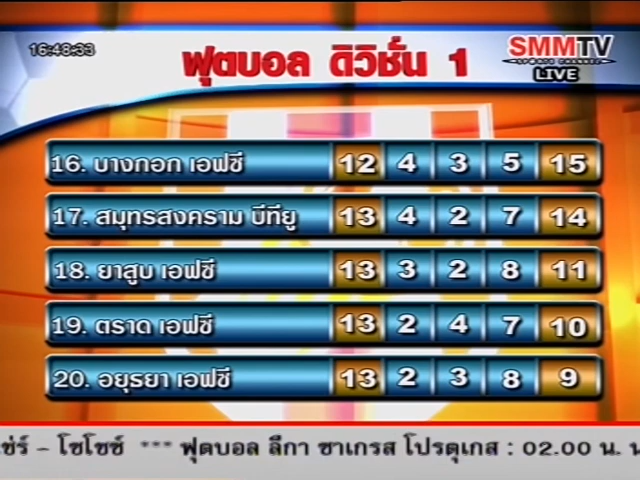 16:48:33
ฟุตบอล ดิวิชั่น 1
SMMTV
SPORTS CHANNEL
LIVE
16. บางกอก เอฟซี 12 4 3 5 15
17. สมุทรสงคราม บีทียู 13 4 2 7 14
18. ยาสูบ เอฟซี 13 3 2 8 11
19. ตราด เอฟซี 13 2 4 7 10
20. อยุธยา เอฟซี 13 2 3 8 9
ช่ร์ – โชโชช์ *** ฟุตบอล ลีกา ซาเกรส โปรตุเกส : 02.00 น.